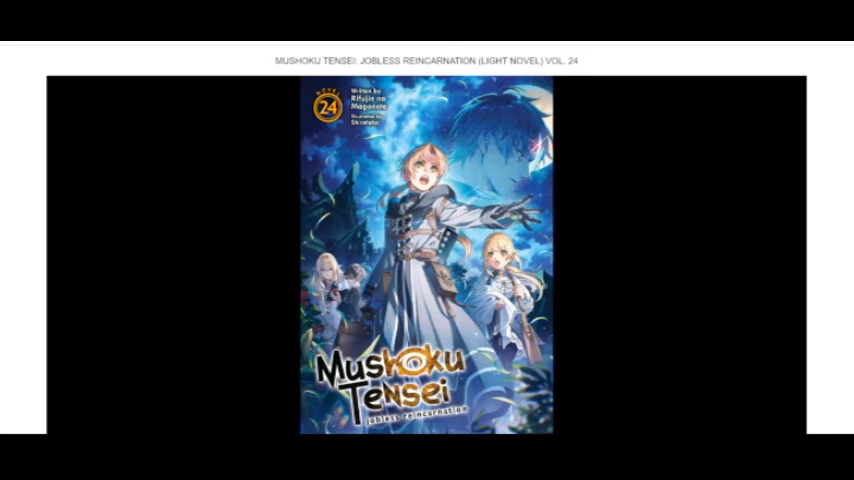 MUSHOKU TENSEI: JOBLESS REINCARNATION (LIGHT NOVEL) VOL. 24
NOVEL
24
Written by
Rifujin na
Magonote
Illustrated by
Shirotaka
Mushoku
Tensei
jobless reincarnation